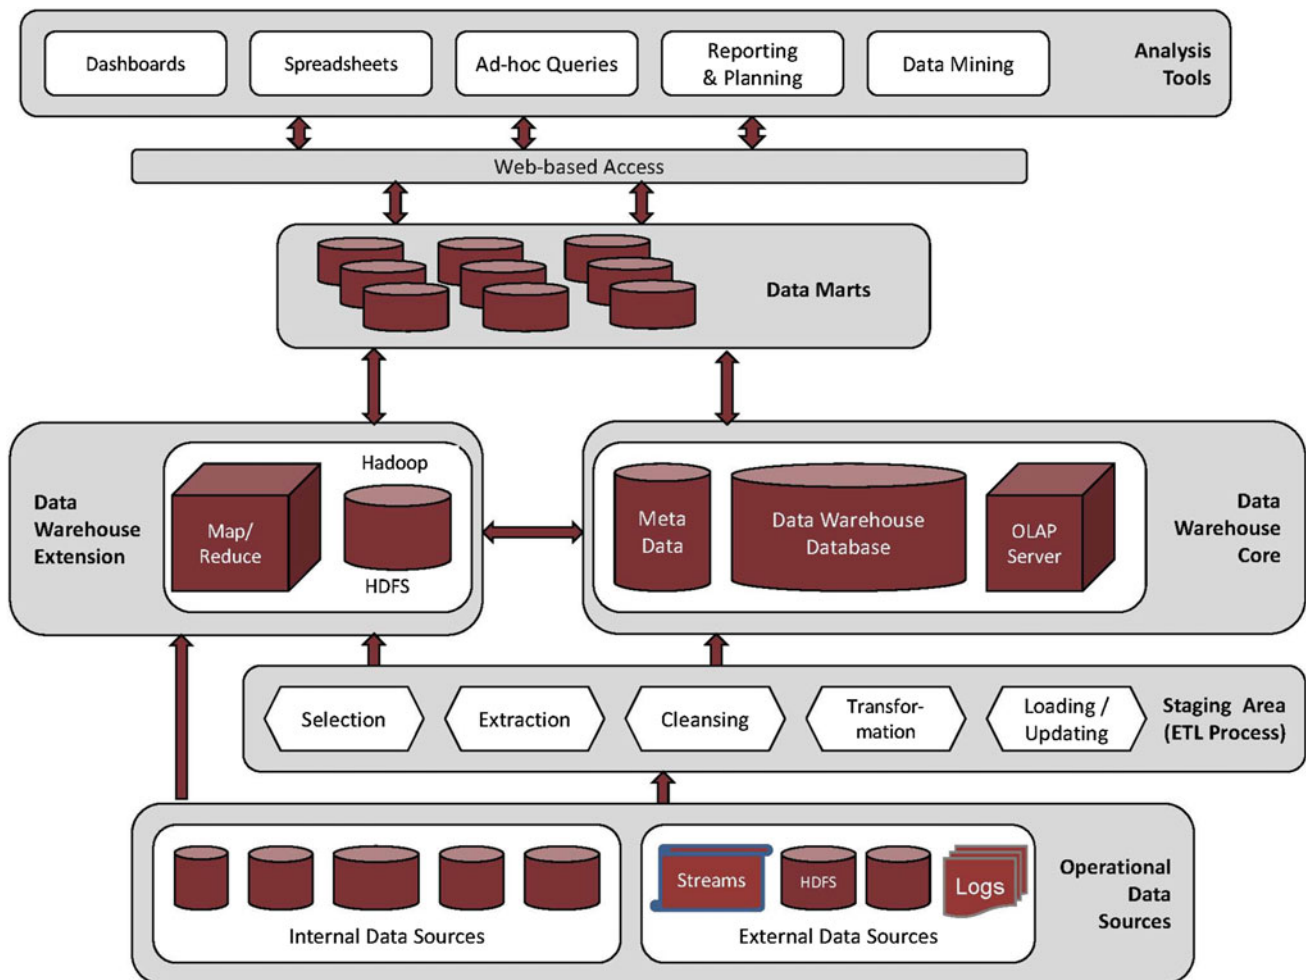 Dashboards
Spreadsheets
Ad-hoc Queries
Reporting
& Planning
Data Mining
Analysis
Tools
Web-based Access
Data Marts
Data
Warehouse
Extension
Map/
Reduce
Hadoop
HDFS
Meta
Data
Data Warehouse
Database
OLAP
Server
Data
Warehouse
Core
Selection
Extraction
Cleansing
Transfor-
mation
Loading /
Updating
Staging Area
(ETL Process)
Internal Data Sources
Streams
HDFS
Logs
External Data Sources
Operational
Data
Sources